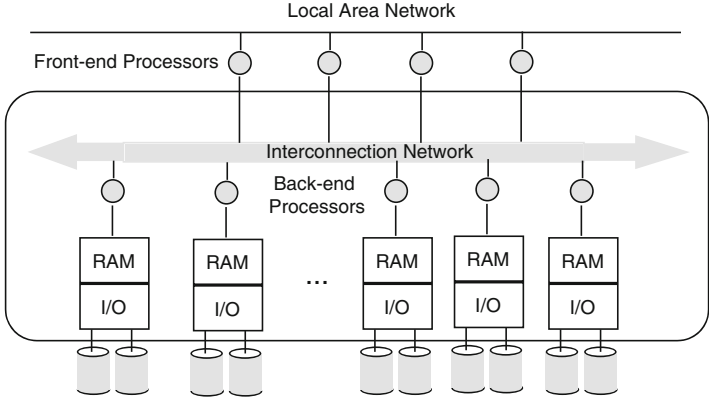 Local Area Network
Front-end Processors
Interconnection Network
Back-end
Processors
RAM RAM ... RAM RAM RAM
I/O I/O I/O I/O I/O